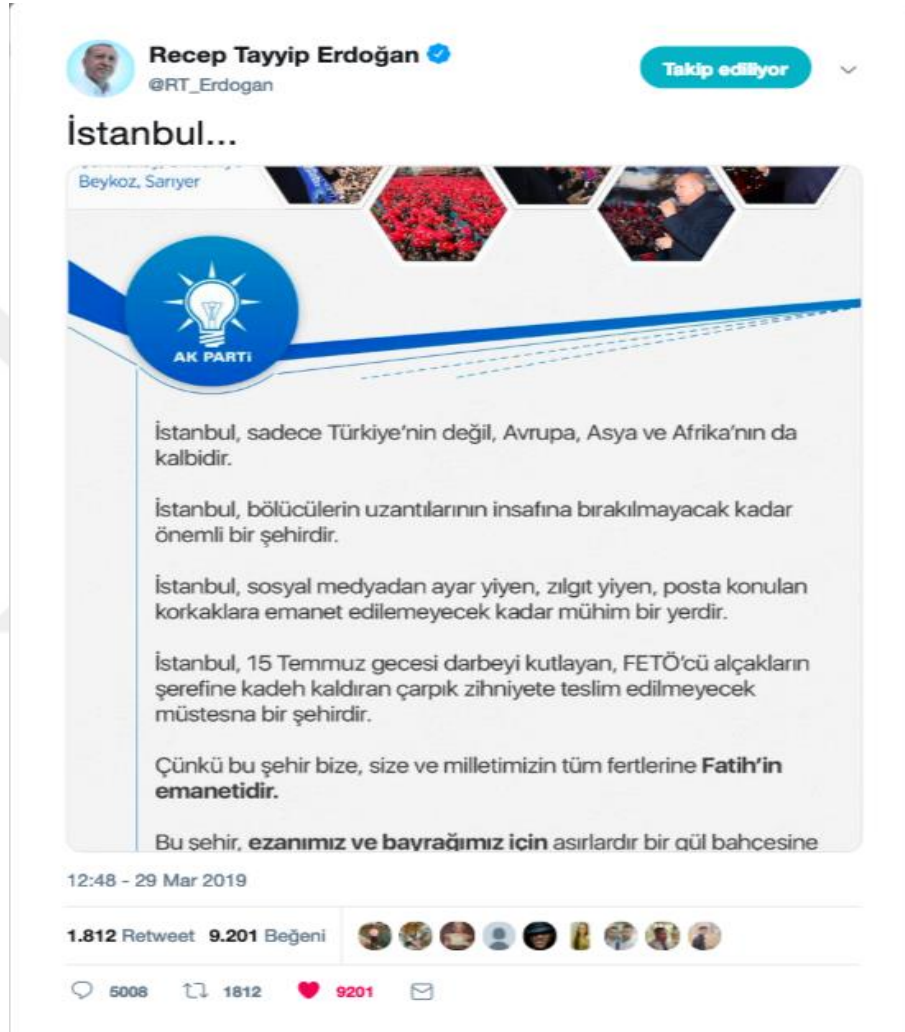 Recep Tayyip Erdoğan
Takip ediliyor
@RT_Erdogan
İstanbul...
Beykoz, Sarıyer
AK PARTİ
İstanbul, sadece Türkiye'nin değil, Avrupa, Asya ve Afrika'nın da
kalbidir.
İstanbul, bölücülerin uzantılarının insafına bırakılmayacak kadar
önemli bir şehirdir.
İstanbul, sosyal medyadan ayar yiyen, zılgıt yiyen, posta konulan
korkaklara emanet edilemeyecek kadar mühim bir yerdir.
İstanbul, 15 Temmuz gecesi darbeyi kutlayan, FETÖ'cü alçakların
şerefine kadeh kaldıran çarpık zihniyete teslim edilmeyecek
müstesna bir şehirdir.
Çünkü bu şehir bize, size ve milletimizin tüm fertlerine Fatih'in
emanetidir.
Bu şehir, ezanımız ve bayrağımız için asırlardır bir gül bahçesine
12:48 - 29 Mar 2019
1.812 Retweet 9.201 Beğeni
5008 1812 9201